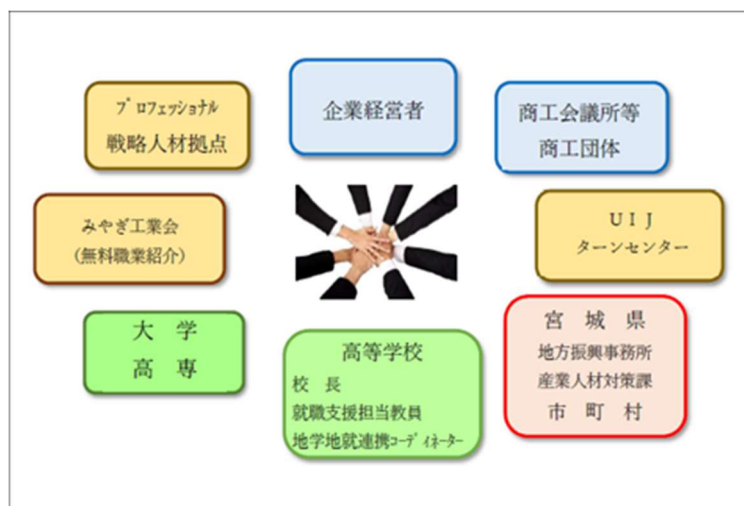 プロフェッショナル
戦略人材拠点
企業経営者
商工会議所等
商工団体
みやぎ工業会
(無料職業紹介)
ＵＩＪ
ターンセンター
大　学
高　専
高等学校
校　長
就職支援担当教員
地学地就連携コーディネーター
宮　城　県
地方振興事務所
産業人材対策課
市　町　村